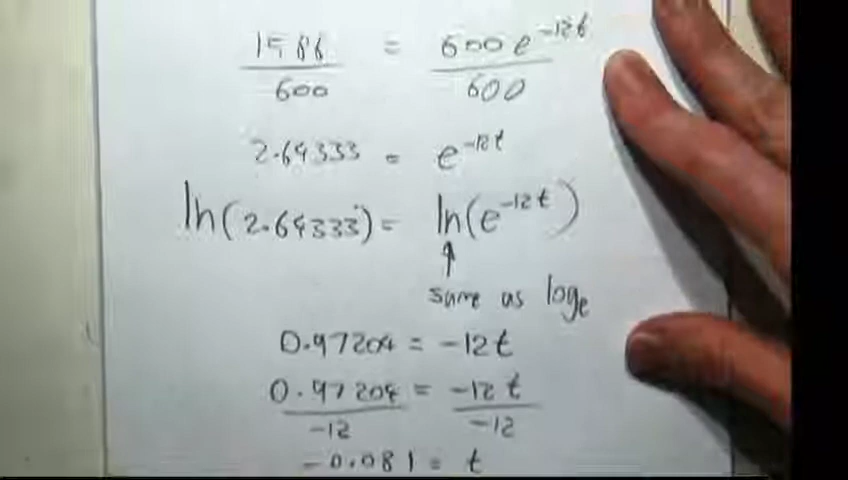 1586 = 600 e^-12t
600 600
2.64333 = e^-12t
ln(2.64333) = ln(e^-12t)
↑
same as log_e
0.97204 = -12t
0.97204 = -12t
-12 -12
-0.081 = t